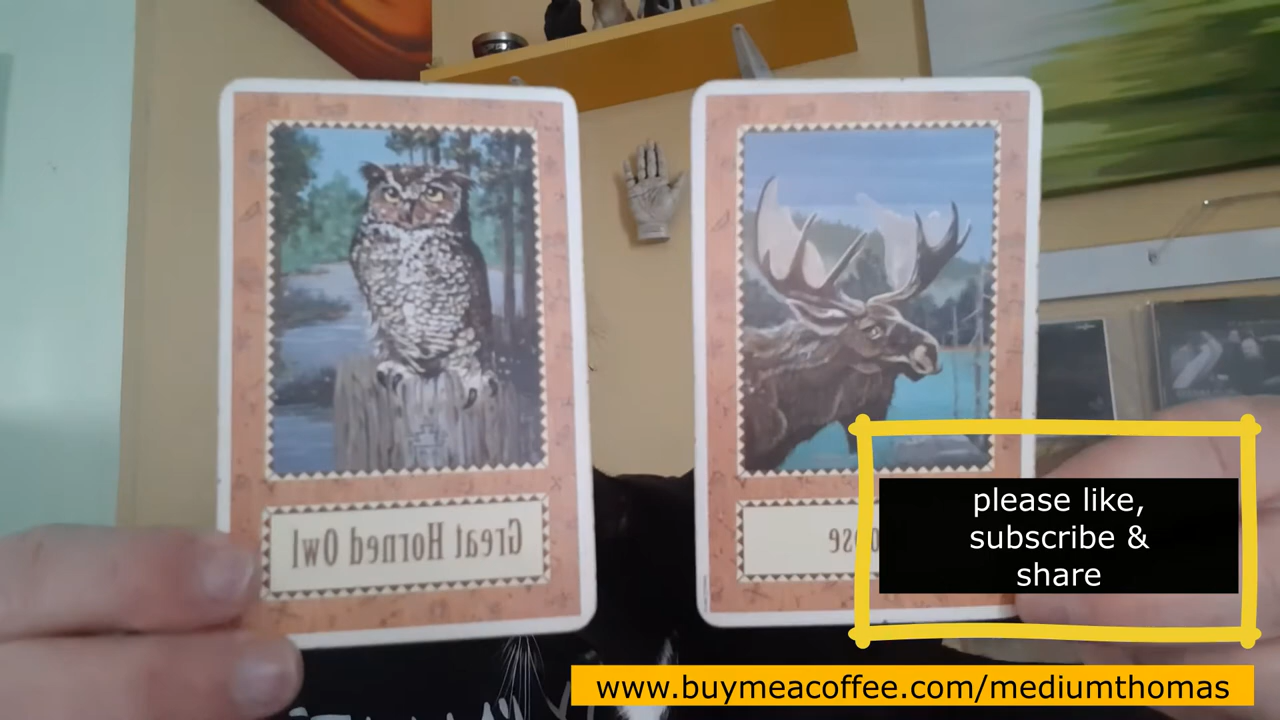 Great Horned Owl
please like,
subscribe &
share
www.buymeacoffee.com/mediumthomas